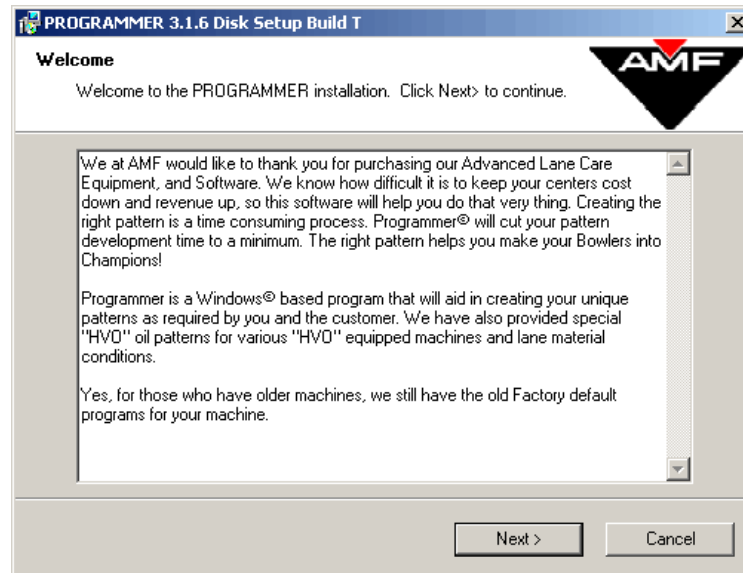 PROGRAMMER 3.1.6 Disk Setup Build T
Welcome
Welcome to the PROGRAMMER installation. Click Next> to continue.
AMF
We at AMF would like to thank you for purchasing our Advanced Lane Care
Equipment, and Software. We know how difficult it is to keep your centers cost
down and revenue up, so this software will help you do that very thing. Creating the
right pattern is a time consuming process. Programmer© will cut your pattern
development time to a minimum. The right pattern helps you make your Bowlers into
Champions!
Programmer is a Windows© based program that will aid in creating your unique
patterns as required by you and the customer. We have also provided special
"HVO" oil patterns for various "HVO" equipped machines and lane material
conditions.
Yes, for those who have older machines, we still have the old Factory default
programs for your machine.
Next >
Cancel